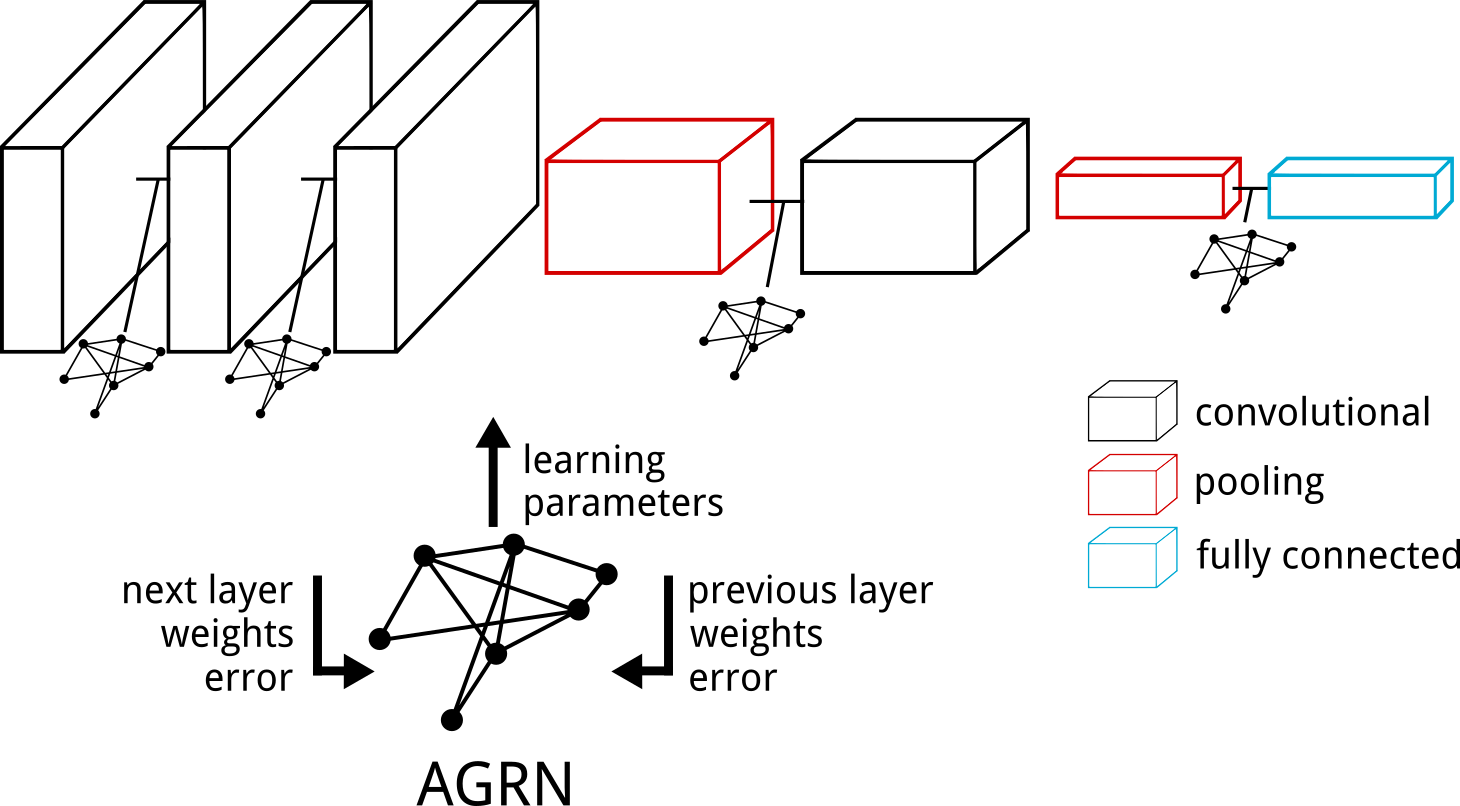 convolutional
pooling
fully connected
learning
parameters
next layer
weights
error
previous layer
weights
error
AGRN